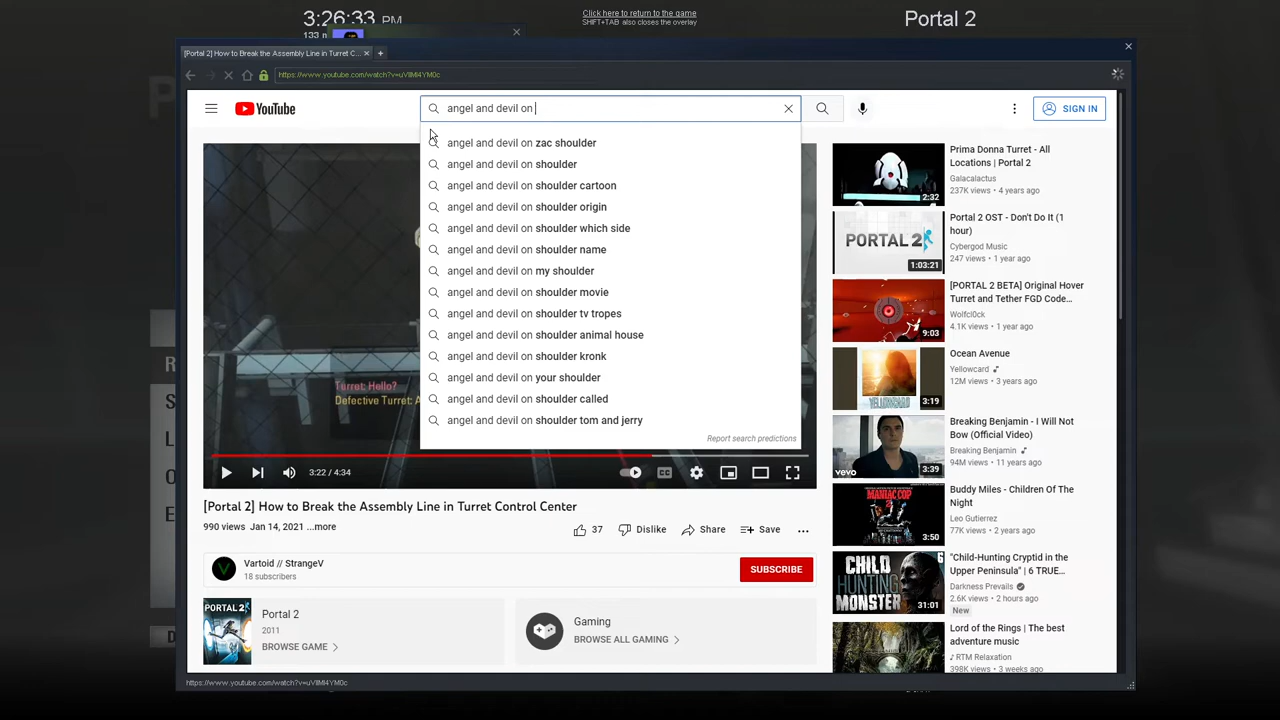 3:26:33 PM
Click here to return to the game
SHIFT+TAB also closes the overlay
Portal 2
133 m
[Portal 2] How to Break the Assembly Line in Turret C...
https://www.youtube.com/watch?v=uVllMl4YM0c
YouTube
angel and devil on
SIGN IN
angel and devil on zac shoulder
angel and devil on shoulder
angel and devil on shoulder cartoon
angel and devil on shoulder origin
angel and devil on shoulder which side
angel and devil on shoulder name
angel and devil on my shoulder
angel and devil on shoulder movie
angel and devil on shoulder tv tropes
angel and devil on shoulder animal house
angel and devil on shoulder kronk
angel and devil on your shoulder
angel and devil on shoulder called
angel and devil on shoulder tom and jerry
Report search predictions
Turret: Hello?
Defective Turret: A
3:22 / 4:34
CC
[Portal 2] How to Break the Assembly Line in Turret Control Center
990 views Jan 14, 2021 ...more
37
Dislike
Share
Save
Vartoid // StrangeV
18 subscribers
SUBSCRIBE
PORTAL 2
Portal 2
2011
BROWSE GAME
Gaming
BROWSE ALL GAMING
Prima Donna Turret - All
Locations | Portal 2
Galacalactus
237K views • 4 years ago
2:32
Portal 2 OST - Don't Do It (1
hour)
Cybergod Music
247 views • 1 year ago
PORTAL 2
1:03:21
[PORTAL 2 BETA] Original Hover
Turret and Tether FGD Code...
Wolfcl0ck
4.1K views • 1 year ago
9:03
Ocean Avenue
Yellowcard
12M views • 3 years ago
YELLOWCARD
3:19
Breaking Benjamin - I Will Not
Bow (Official Video)
Breaking Benjamin
94M views • 11 years ago
vevo
3:39
Buddy Miles - Children Of The
Night
Leo Gutierrez
77K views • 2 years ago
MANIAC COP 2
3:50
"Child-Hunting Cryptid in the
Upper Peninsula" | 6 TRUE...
Darkness Prevails
2.6K views • 2 hours ago
New
CHILD
HUNTING
MONSTER
31:01
Lord of the Rings | The best
adventure music
RTM Relaxation
398K views • 3 weeks ago
https://www.youtube.com/watch?v=uVllMl4YM0c